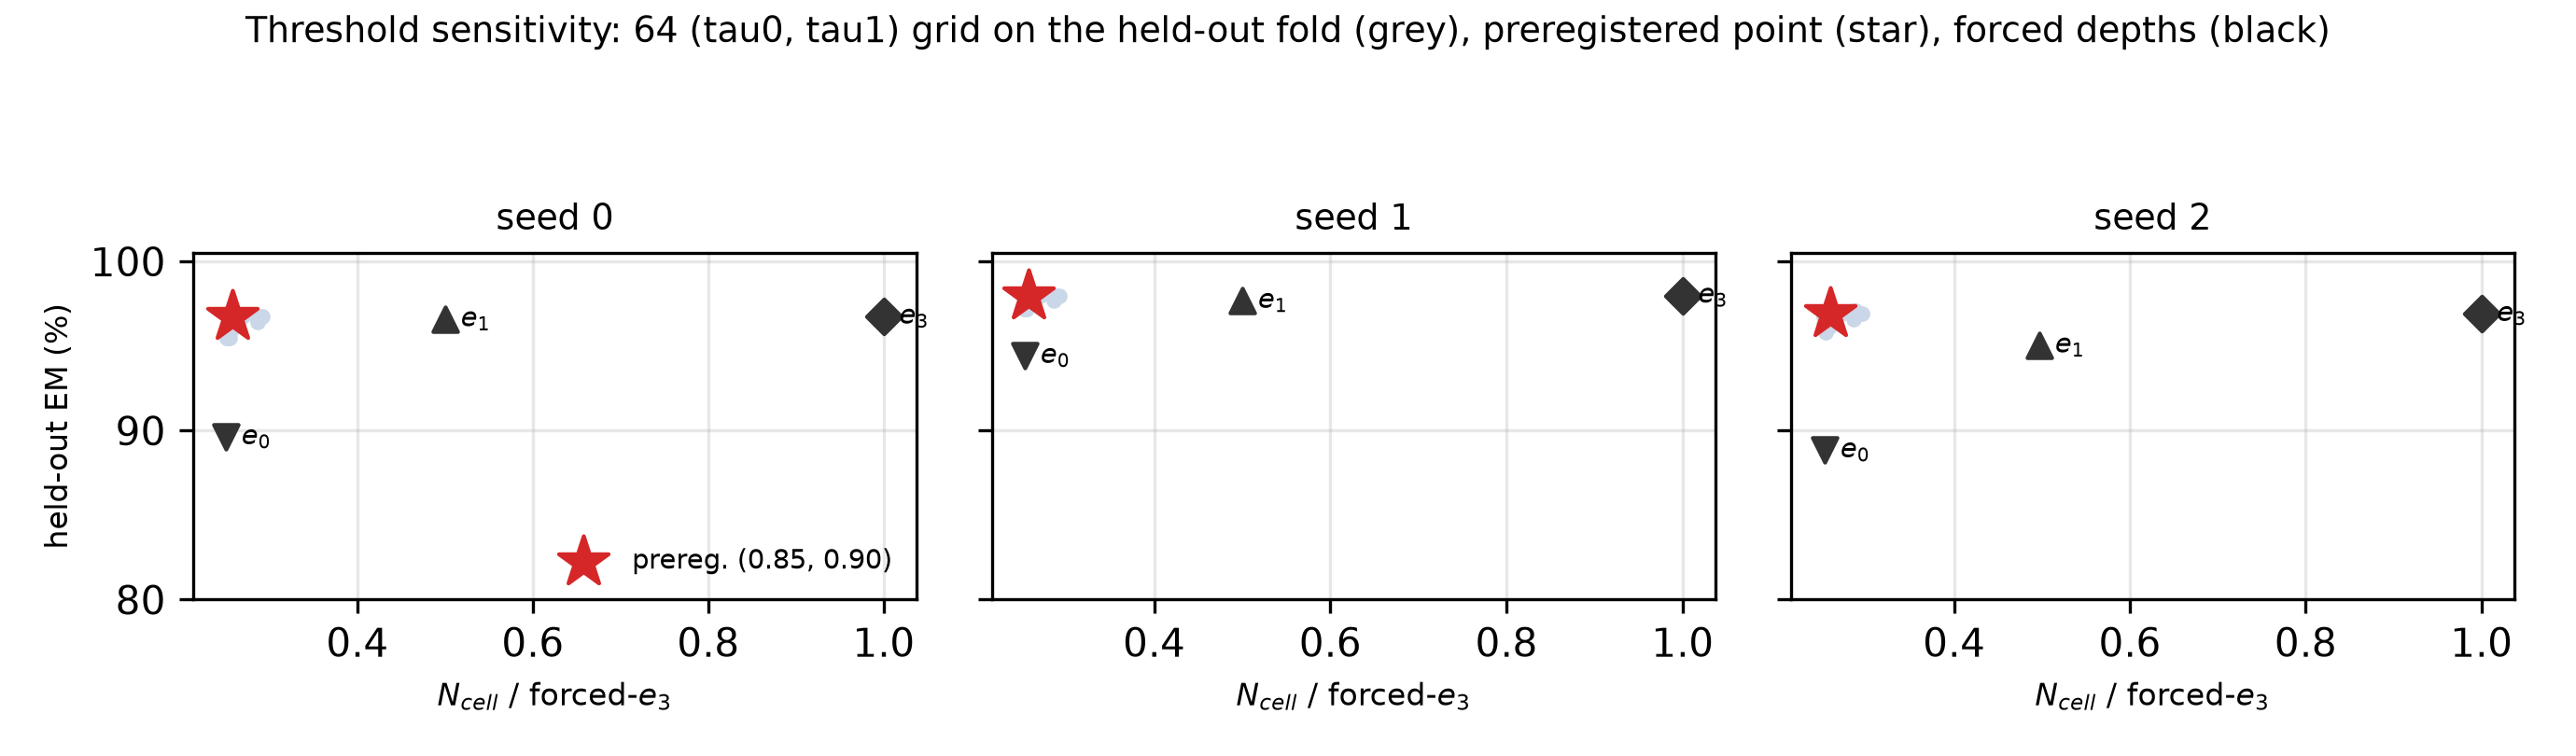 Threshold sensitivity: 64 (tau0, tau1) grid on the held-out fold (grey), preregistered point (star), forced depths (black)
seed 0
seed 1
seed 2
held-out EM (%)
100
90
80
e₁
e₃
e₀
prereg. (0.85, 0.90)
e₁
e₃
e₀
e₁
e₃
e₀
0.4 0.6 0.8 1.0
0.4 0.6 0.8 1.0
0.4 0.6 0.8 1.0
N_cell / forced-e₃
N_cell / forced-e₃
N_cell / forced-e₃